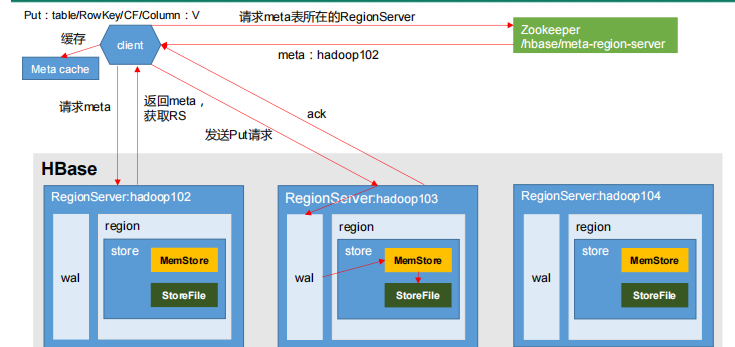 Put：table/RowKey/CF/Column：V
请求meta表所在的RegionServer
Zookeeper
/hbase/meta-region-server
缓存
client
meta：hadoop102
Meta cache
请求meta
返回meta，
获取RS
发送Put请求
ack
HBase
RegionServer:hadoop102
wal
region
store
MemStore
StoreFile
RegionServer:hadoop103
wal
region
store
MemStore
StoreFile
RegionServer:hadoop104
wal
region
store
MemStore
StoreFile